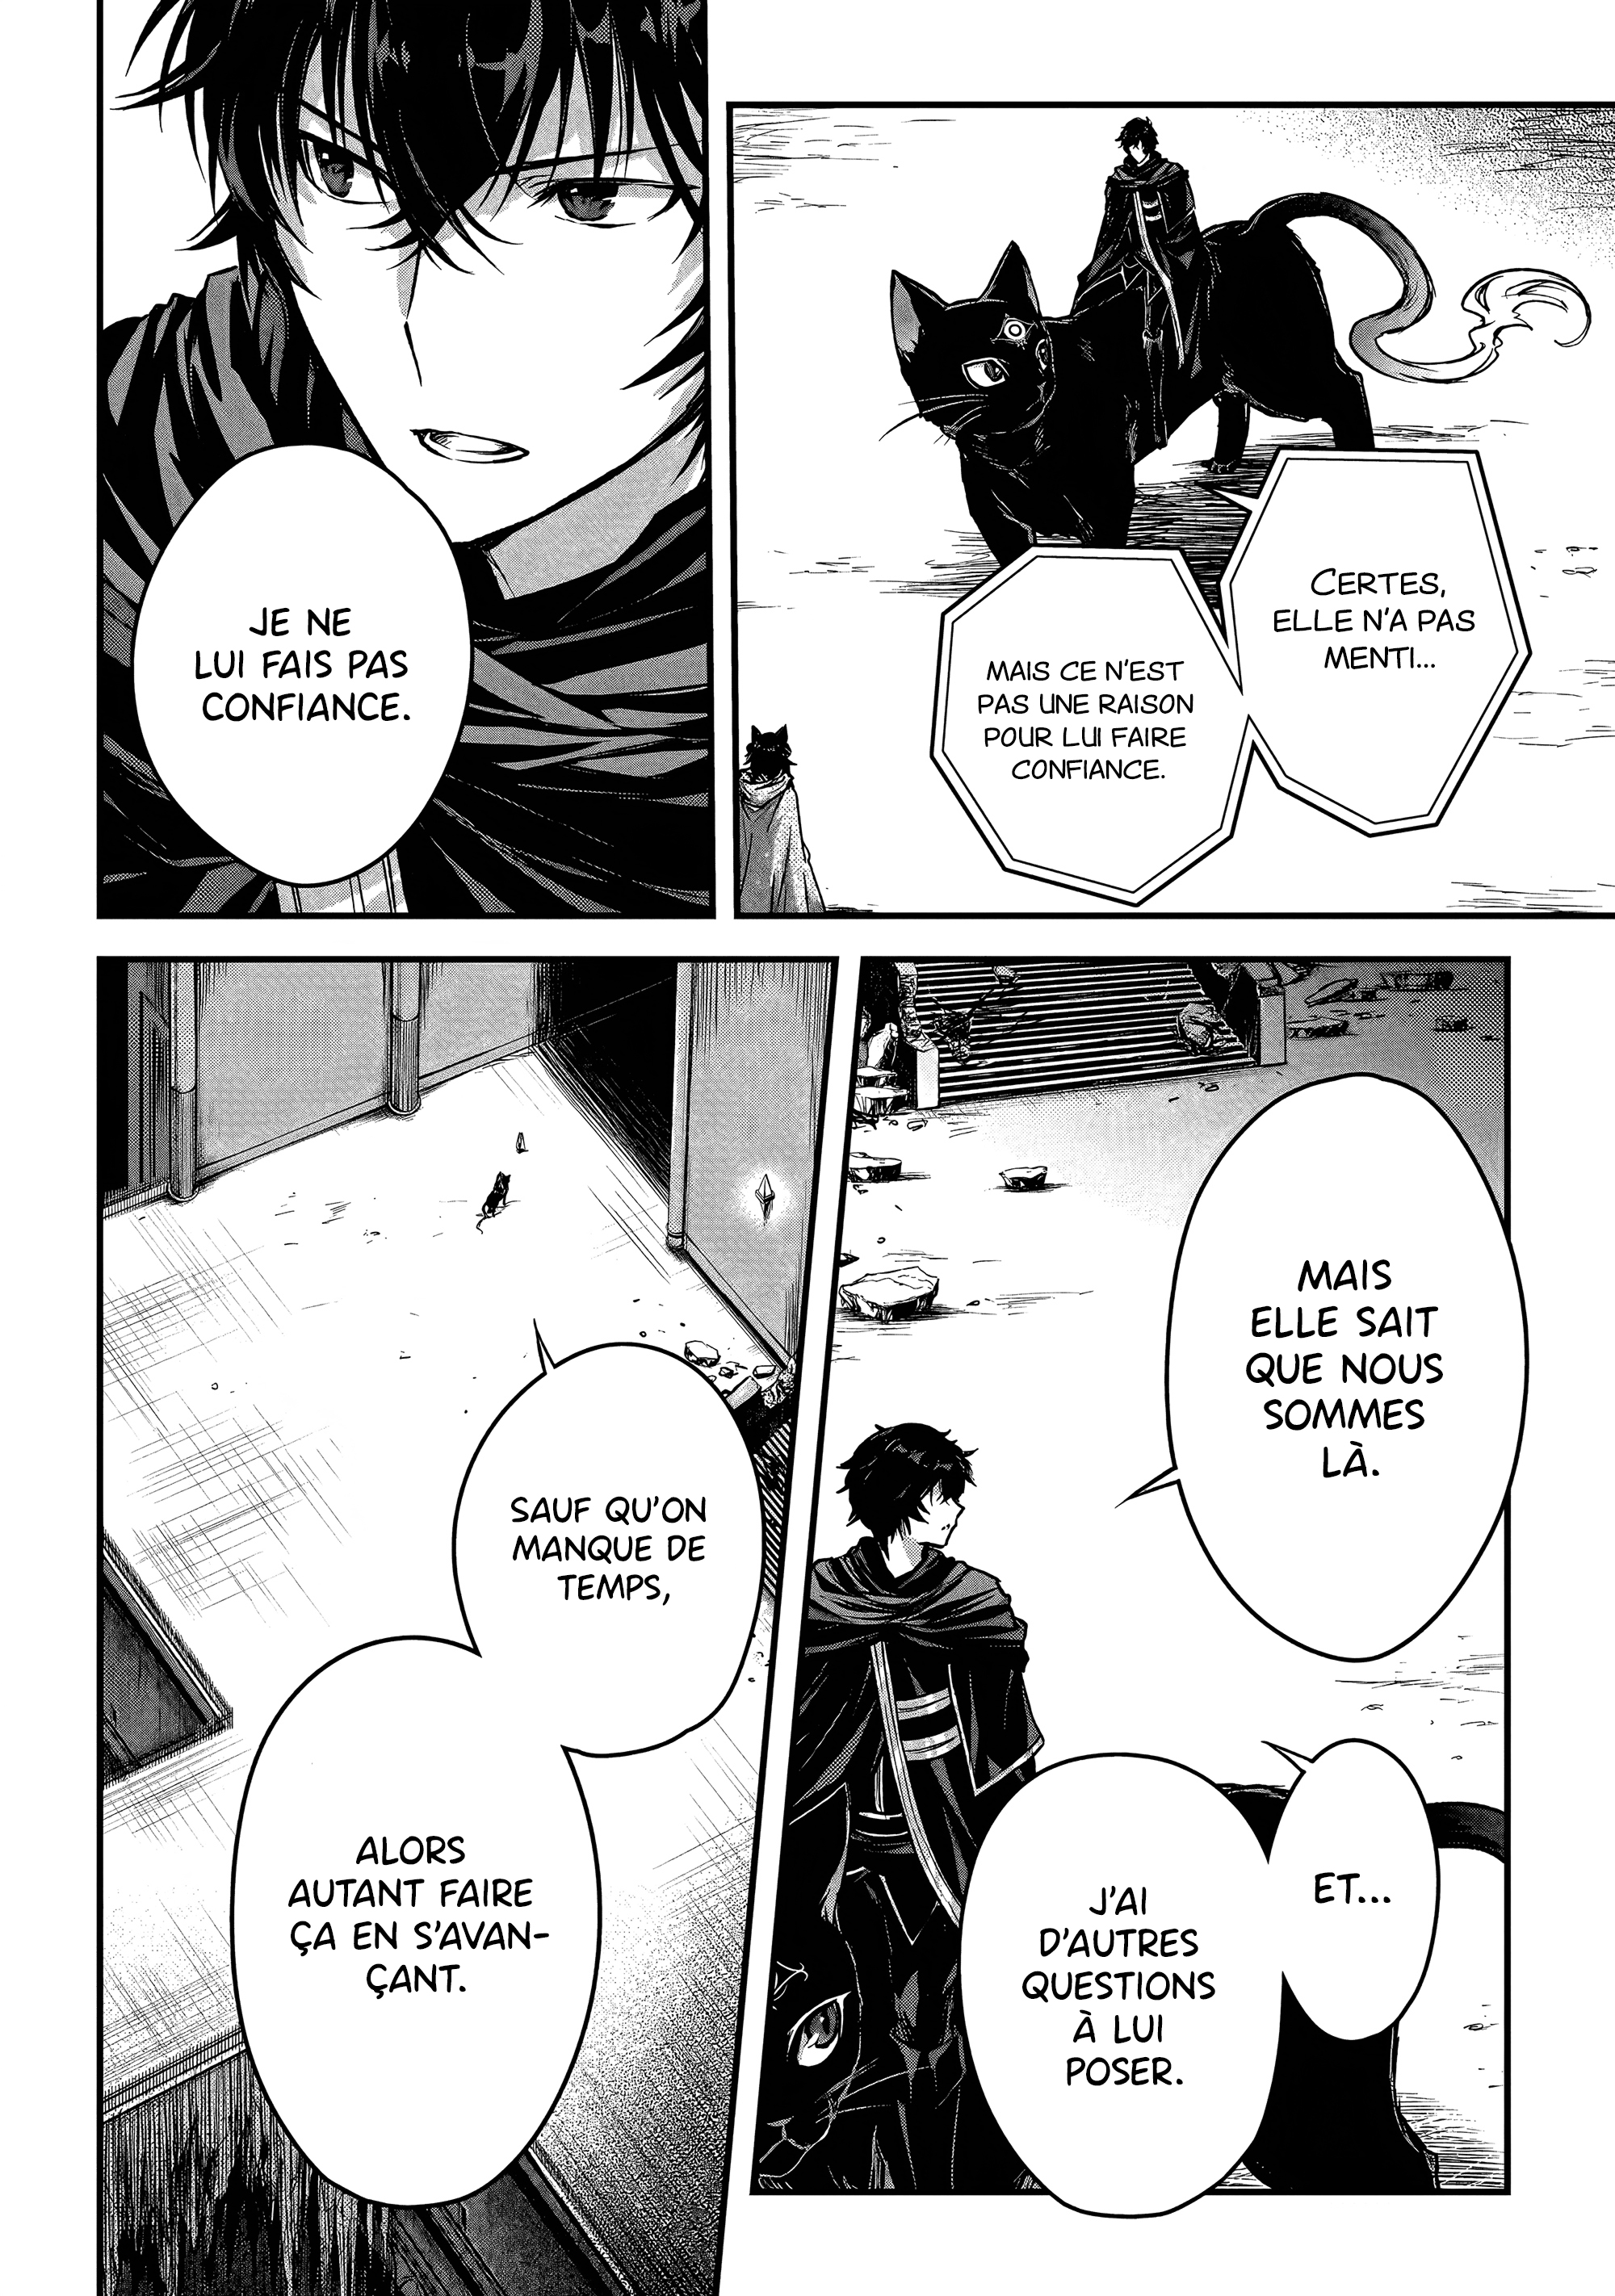 CERTES,
ELLE N'A PAS
MENTI...
MAIS CE N'EST
PAS UNE RAISON
POUR LUI FAIRE
CONFIANCE.
JE NE
LUI FAIS PAS
CONFIANCE.
MAIS
ELLE SAIT
QUE NOUS
SOMMES
LÀ.
ET...
J'AI
D'AUTRES
QUESTIONS
À LUI
POSER.
SAUF QU'ON
MANQUE DE
TEMPS,
ALORS
AUTANT FAIRE
ÇA EN S'AVAN-
ÇANT.